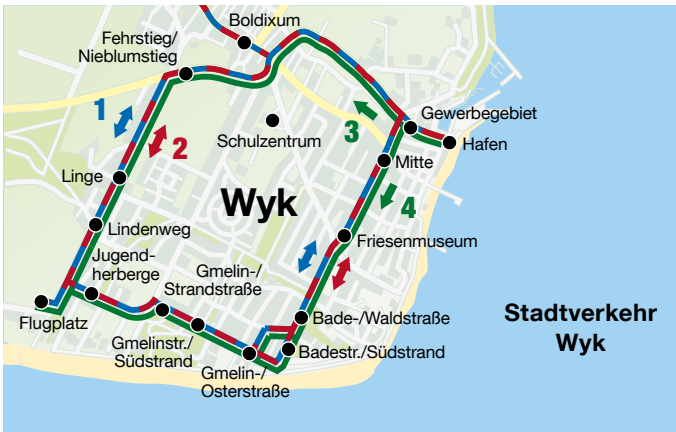 Boldixum
Fehrstieg/
Nieblumstieg
1
2
Schulzentrum
3
Gewerbegebiet
Hafen
Mitte
4
Linge
Wyk
Lindenweg
Friesenmuseum
Jugend-
herberge
Gmelin-/
Strandstraße
Flugplatz
Gmelinstr./
Südstrand
Bade-/Waldstraße
Badestr./Südstrand
Gmelin-/
Osterstraße
Stadtverkehr
Wyk